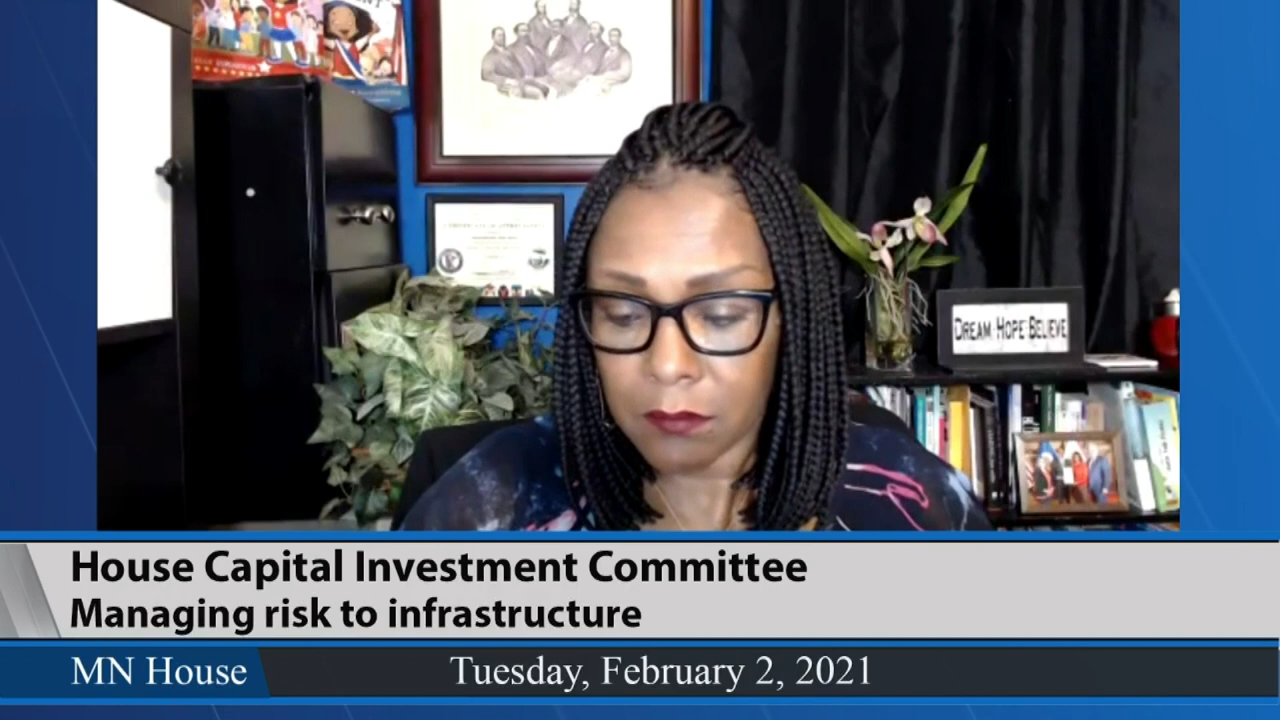 DREAM HOPE BELIEVE
House Capital Investment Committee
Managing risk to infrastructure
MN House
Tuesday, February 2, 2021